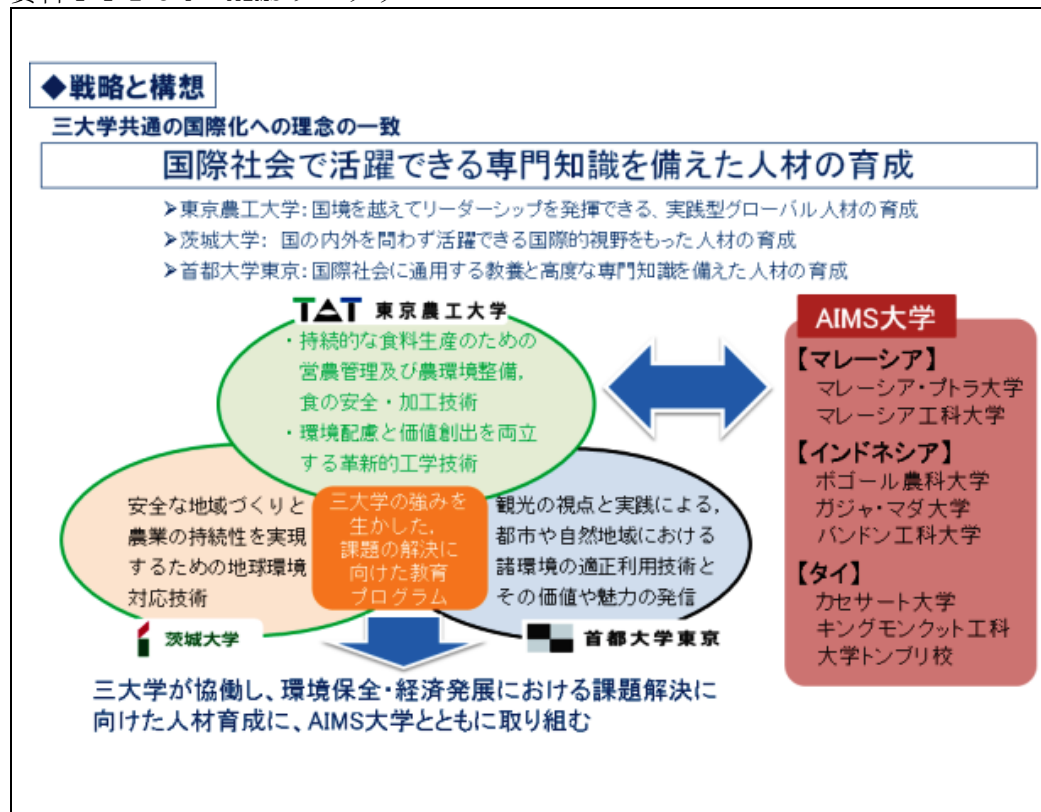 ◆戦略と構想
三大学共通の国際化への理念の一致
国際社会で活躍できる専門知識を備えた人材の育成
➢東京農工大学:国境を越えてリーダーシップを発揮できる、実践型グローバル人材の育成
➢茨城大学: 国の内外を問わず活躍できる国際的視野をもった人材の育成
➢首都大学東京:国際社会に通用する教養と高度な専門知識を備えた人材の育成
TAT 東京農工大学
・持続的な食料生産のための
営農管理及び農環境整備,
食の安全・加工技術
・環境配慮と価値創出を両立
する革新的工学技術
安全な地域づくりと
農業の持続性を実現
するための地球環境
対応技術
茨城大学
三大学の強みを
生かした,
課題の解決に
向けた教育
プログラム
観光の視点と実践による,
都市や自然地域における
諸環境の適正利用技術と
その価値や魅力の発信
首都大学東京
AIMS大学
【マレーシア】
マレーシア・プトラ大学
マレーシア工科大学
【インドネシア】
ボゴール農科大学
ガジャ・マダ大学
バンドン工科大学
【タイ】
カセサート大学
キングモンクット工科
大学トンブリ校
三大学が協働し、環境保全・経済発展における課題解決に
向けた人材育成に、AIMS大学とともに取り組む